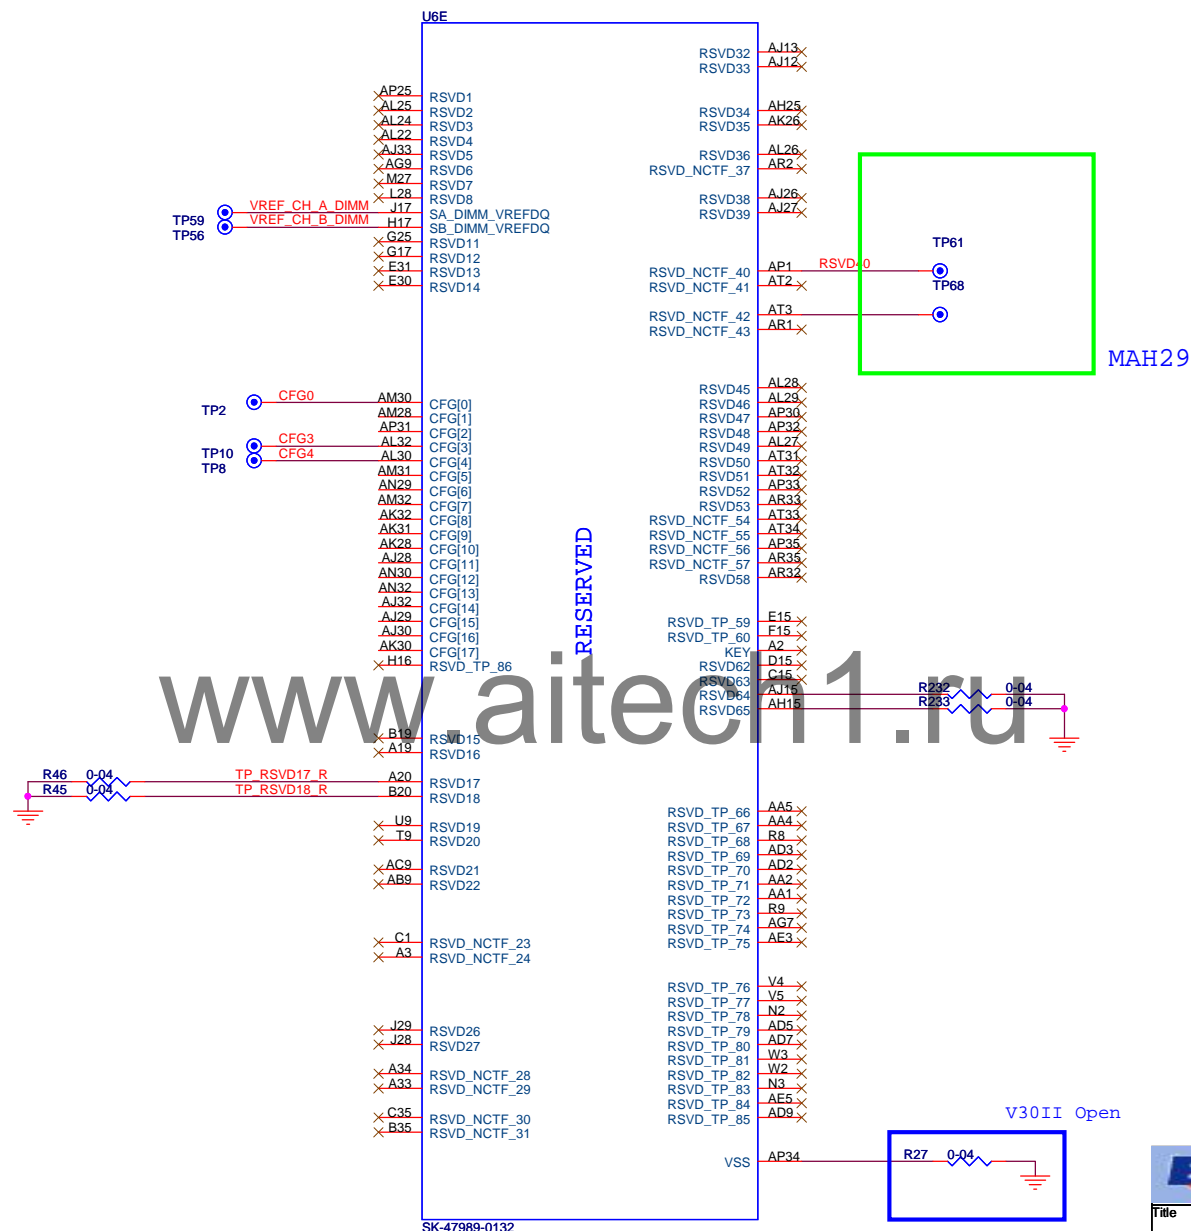 U6E
AJ13 RSVD32
AJ12 RSVD33
AP25 RSVD1
AL25 RSVD2
AL24 RSVD3
AL22 RSVD4
AJ33 RSVD5
AG9 RSVD6
M27 RSVD7
L28 RSVD8
TP59 VREF_CH_A_DIMM J17 SA_DIMM_VREFDQ
TP56 VREF_CH_B_DIMM H17 SB_DIMM_VREFDQ
G25 RSVD11
G17 RSVD12
E31 RSVD13
E30 RSVD14
RSVD34 AH25
RSVD35 AK26
RSVD36 AL26
RSVD_NCTF_37 AR2
RSVD38 AJ26
RSVD39 AJ27
RSVD_NCTF_40 AP1 RSVD40 TP61
RSVD_NCTF_41 AT2
RSVD_NCTF_42 AT3 TP68
RSVD_NCTF_43 AR1
MAH29
TP2 CFG0 AM30 CFG[0]
AM28 CFG[1]
AP31 CFG[2]
TP10 CFG3 AL32 CFG[3]
TP8 CFG4 AL30 CFG[4]
AM31 CFG[5]
AN29 CFG[6]
AM32 CFG[7]
AK32 CFG[8]
AK31 CFG[9]
AK28 CFG[10]
AJ28 CFG[11]
AN30 CFG[12]
AN32 CFG[13]
AJ32 CFG[14]
AJ29 CFG[15]
AJ30 CFG[16]
AK30 CFG[17]
H16 RSVD_TP_86
RSVD45 AL28
RSVD46 AL29
RSVD47 AP30
RSVD48 AP32
RSVD49 AL27
RSVD50 AT31
RSVD51 AT32
RSVD52 AP33
RSVD53 AR33
RSVD_NCTF_54 AT33
RSVD_NCTF_55 AT34
RSVD_NCTF_56 AP35
RSVD_NCTF_57 AR35
RSVD58 AR32
RESERVED
RSVD_TP_59 E15
RSVD_TP_60 F15
KEY A2
RSVD62 D15
RSVD63 C15
RSVD64 AJ15 R232 0-04
RSVD65 AH15 R233 0-04
www.aitech1.ru
B19 RSVD15
A19 RSVD16
R46 0-04 TP_RSVD17_R A20 RSVD17
R45 0-04 TP_RSVD18_R B20 RSVD18
U9 RSVD19
T9 RSVD20
AC9 RSVD21
AB9 RSVD22
C1 RSVD_NCTF_23
A3 RSVD_NCTF_24
J29 RSVD26
J28 RSVD27
A34 RSVD_NCTF_28
A33 RSVD_NCTF_29
C35 RSVD_NCTF_30
B35 RSVD_NCTF_31
RSVD_TP_66 AA5
RSVD_TP_67 AA4
RSVD_TP_68 R8
RSVD_TP_69 AD3
RSVD_TP_70 AD2
RSVD_TP_71 AA2
RSVD_TP_72 AA1
RSVD_TP_73 R9
RSVD_TP_74 AG7
RSVD_TP_75 AE3
RSVD_TP_76 V4
RSVD_TP_77 V5
RSVD_TP_78 N2
RSVD_TP_79 AD5
RSVD_TP_80 AD7
RSVD_TP_81 W3
RSVD_TP_82 W2
RSVD_TP_83 N3
RSVD_TP_84 AE5
RSVD_TP_85 AD9
V30II Open
VSS AP34 R27 0-04
SK-47989-0132
Title